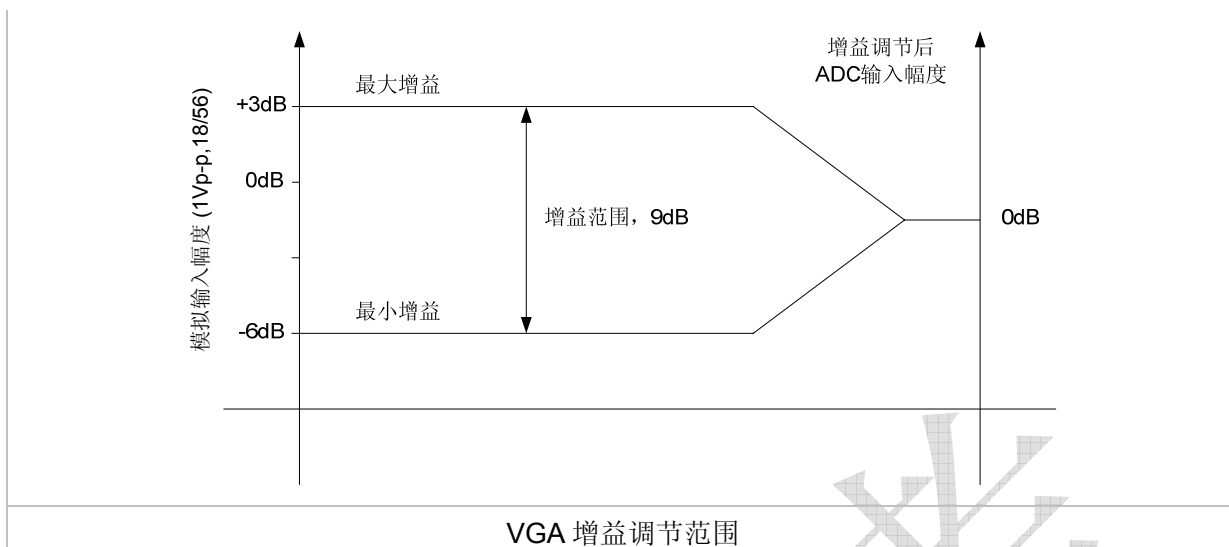 增益调节后
ADC输入幅度
模拟输入幅度 (1Vp-p,18/56)
最大增益
+3dB
0dB
增益范围，9dB
0dB
最小增益
-6dB
VGA 增益调节范围